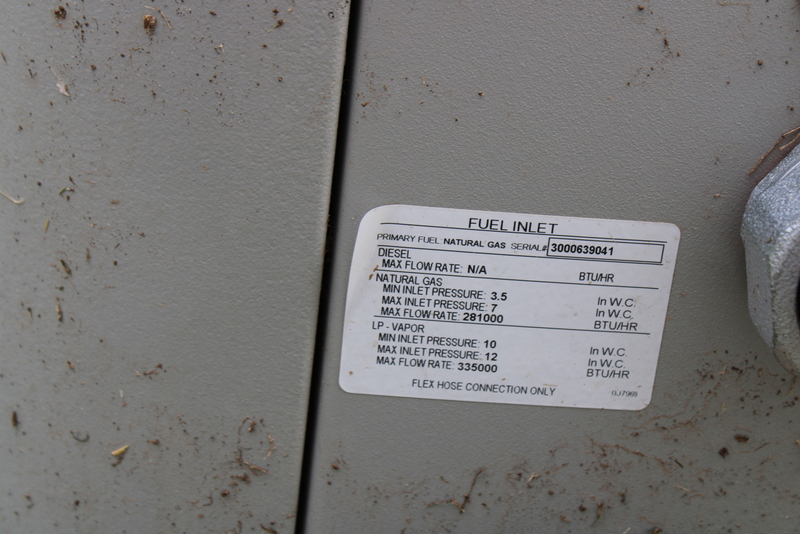 FUEL INLET
PRIMARY FUEL: NATURAL GAS SERIAL# 3000639041
DIESEL
MAX FLOW RATE: N/A BTU/HR
NATURAL GAS
MIN INLET PRESSURE: 3.5 In W.C.
MAX INLET PRESSURE: 7 In W.C.
MAX FLOW RATE: 281000 BTU/HR
LP - VAPOR
MIN INLET PRESSURE: 10 In W.C.
MAX INLET PRESSURE: 12 In W.C.
MAX FLOW RATE: 335000 BTU/HR
FLEX HOSE CONNECTION ONLY